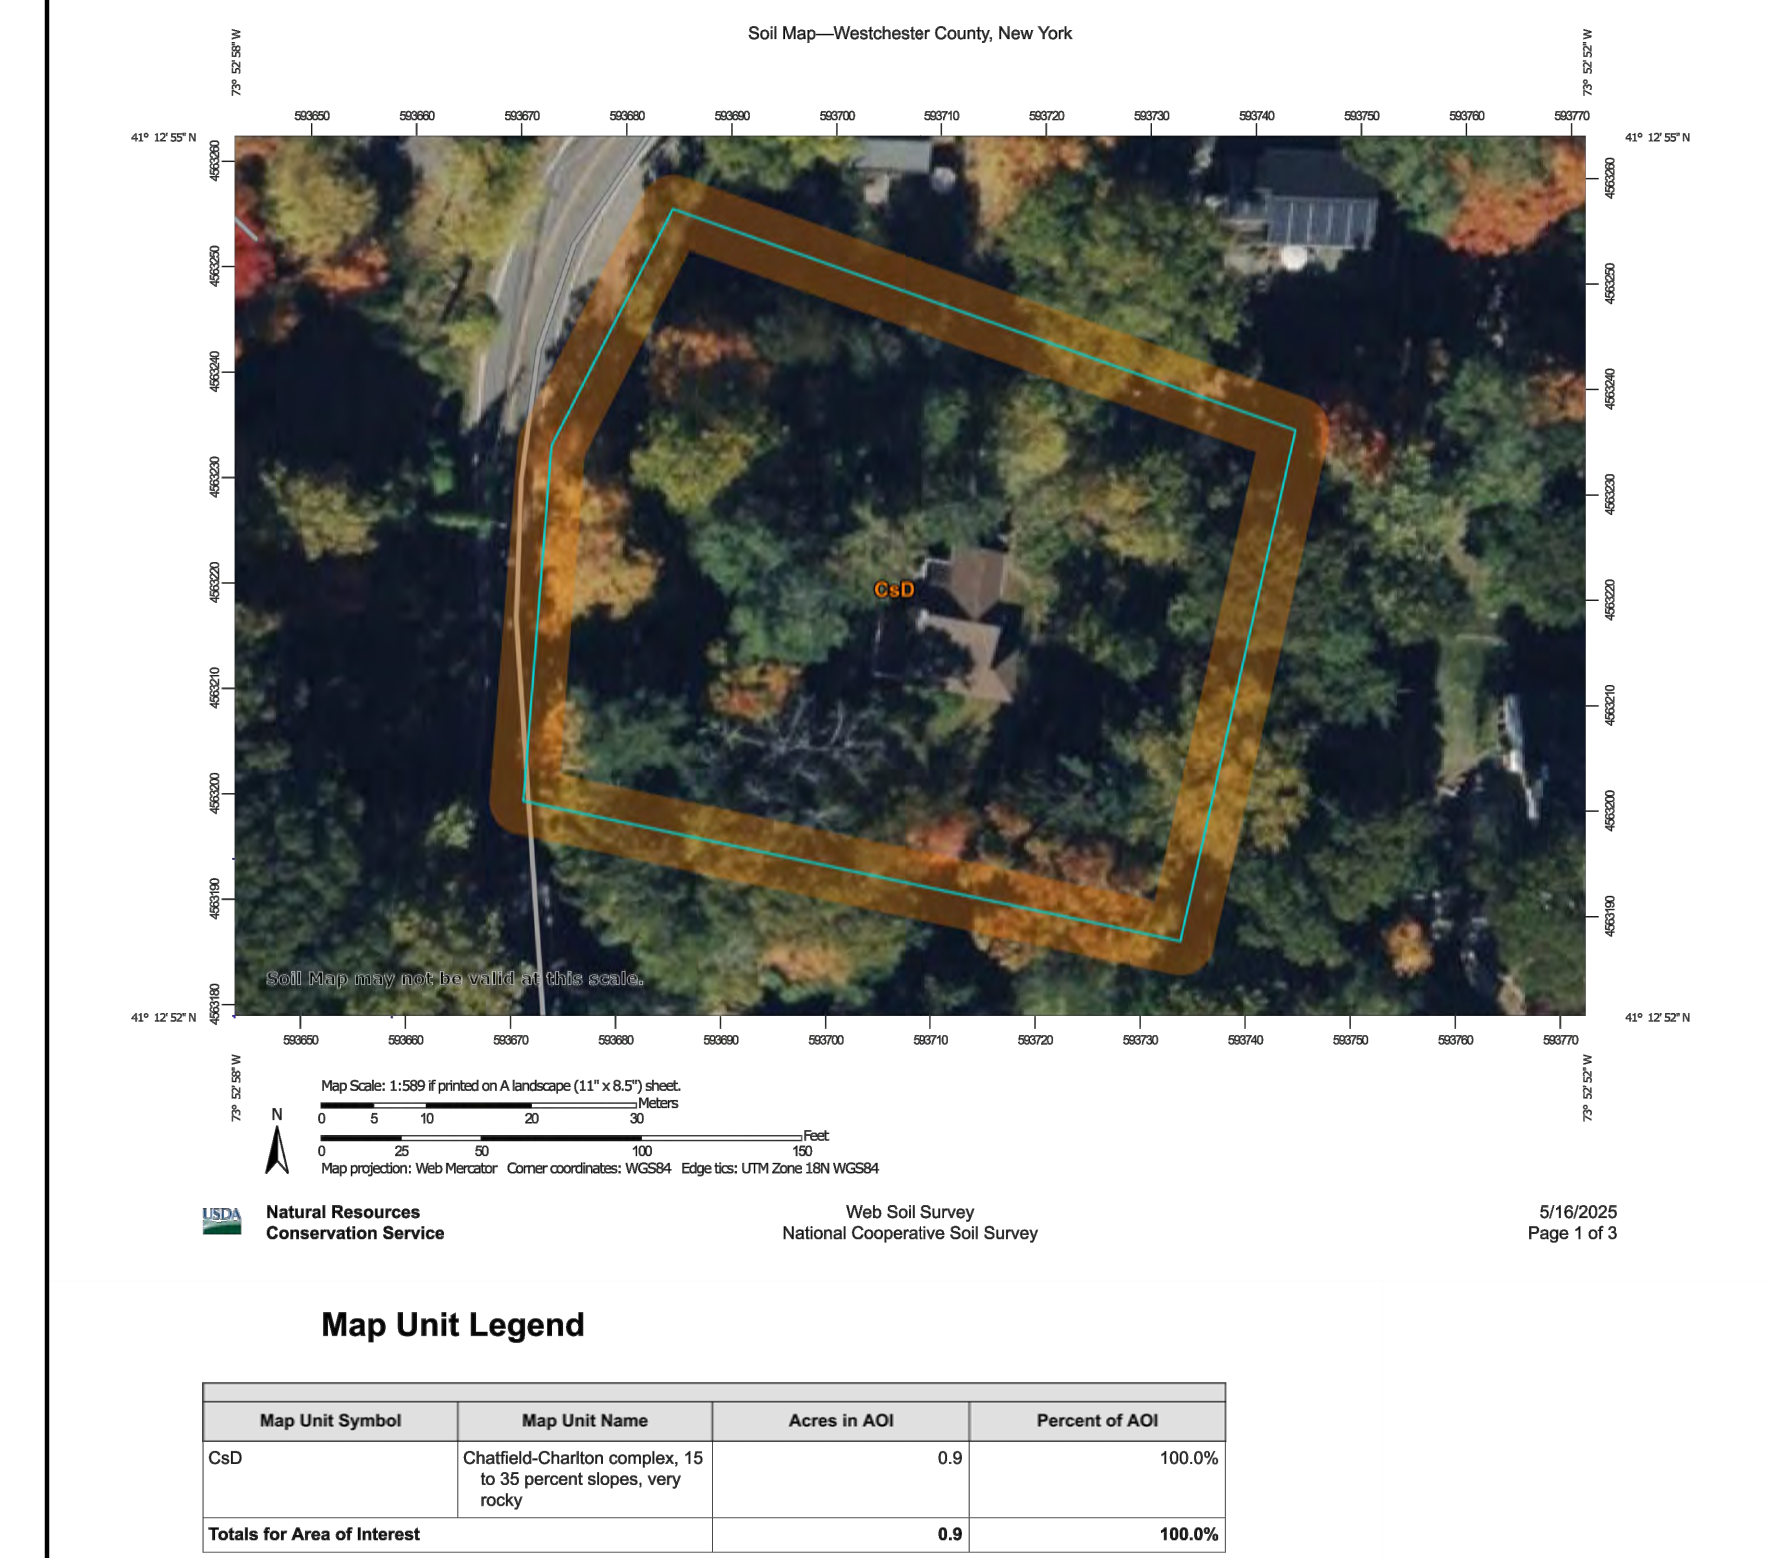 Soil Map—Westchester County, New York
73° 52' 58'' W
73° 52' 52'' W
593650 593660 593670 593680 593690 593700 593710 593720 593730 593740 593750 593760 593770
41° 12' 55'' N
41° 12' 55'' N
4563260
4563250
4563240
4563230
4563220
4563210
4563200
4563190
4563180
4563260
4563250
4563240
4563230
4563220
4563210
4563200
4563190
CsD
Soil Map may not be valid at this scale.
41° 12' 52'' N
41° 12' 52'' N
593650 593660 593670 593680 593690 593700 593710 593720 593730 593740 593750 593760 593770
73° 52' 58'' W
73° 52' 52'' W
Map Scale: 1:589 if printed on A landscape (11" x 8.5") sheet.
Meters
0 5 10 20 30
N
Feet
0 25 50 100 150
Map projection: Web Mercator Corner coordinates: WGS84 Edge tics: UTM Zone 18N WGS84
USDA
Natural Resources
Conservation Service
Web Soil Survey
National Cooperative Soil Survey
5/16/2025
Page 1 of 3
Map Unit Legend
Map Unit Symbol Map Unit Name Acres in AOI Percent of AOI
CsD Chatfield-Charlton complex, 15 0.9 100.0%
to 35 percent slopes, very
rocky
Totals for Area of Interest 0.9 100.0%